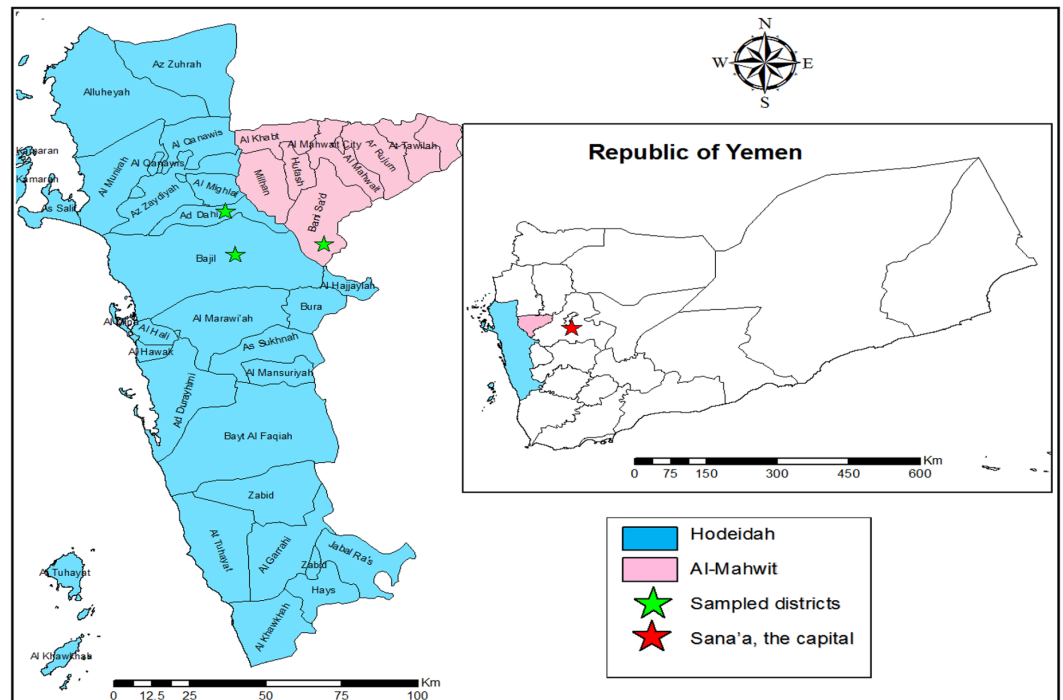 N
W
E
S
Az Zuhrah
Alluheyah
Al Qanawis
Al Khabt
Al Mahwait City
Ar Rujum
At Tawilah
Kamaran
Al Munirah
Al Qanawis
Milhan
Hufash
Al Mahwait
Kamaran
Al Mighlaf
Az Zaydiyah
As Salif
Ad Dahi
Bani Sa'd
Bajil
Al Hajjaylah
Bura
Al Marawi'ah
Al Mina
Al Hali
Al Hawak
As Sukhnah
Al Mansuriyah
Ad Durayhimi
Bayt Al Faqiah
Zabid
At Tuhayat
Al Garrahi
Jabal Ra's
Zabid
Hays
Al Khawkhah
At Tuhayat
Al Khawkhah
0 12.5 25 50 75 100
Km
Republic of Yemen
0 75 150 300 450 600
Km
Hodeidah
Al-Mahwit
Sampled districts
Sana’a, the capital